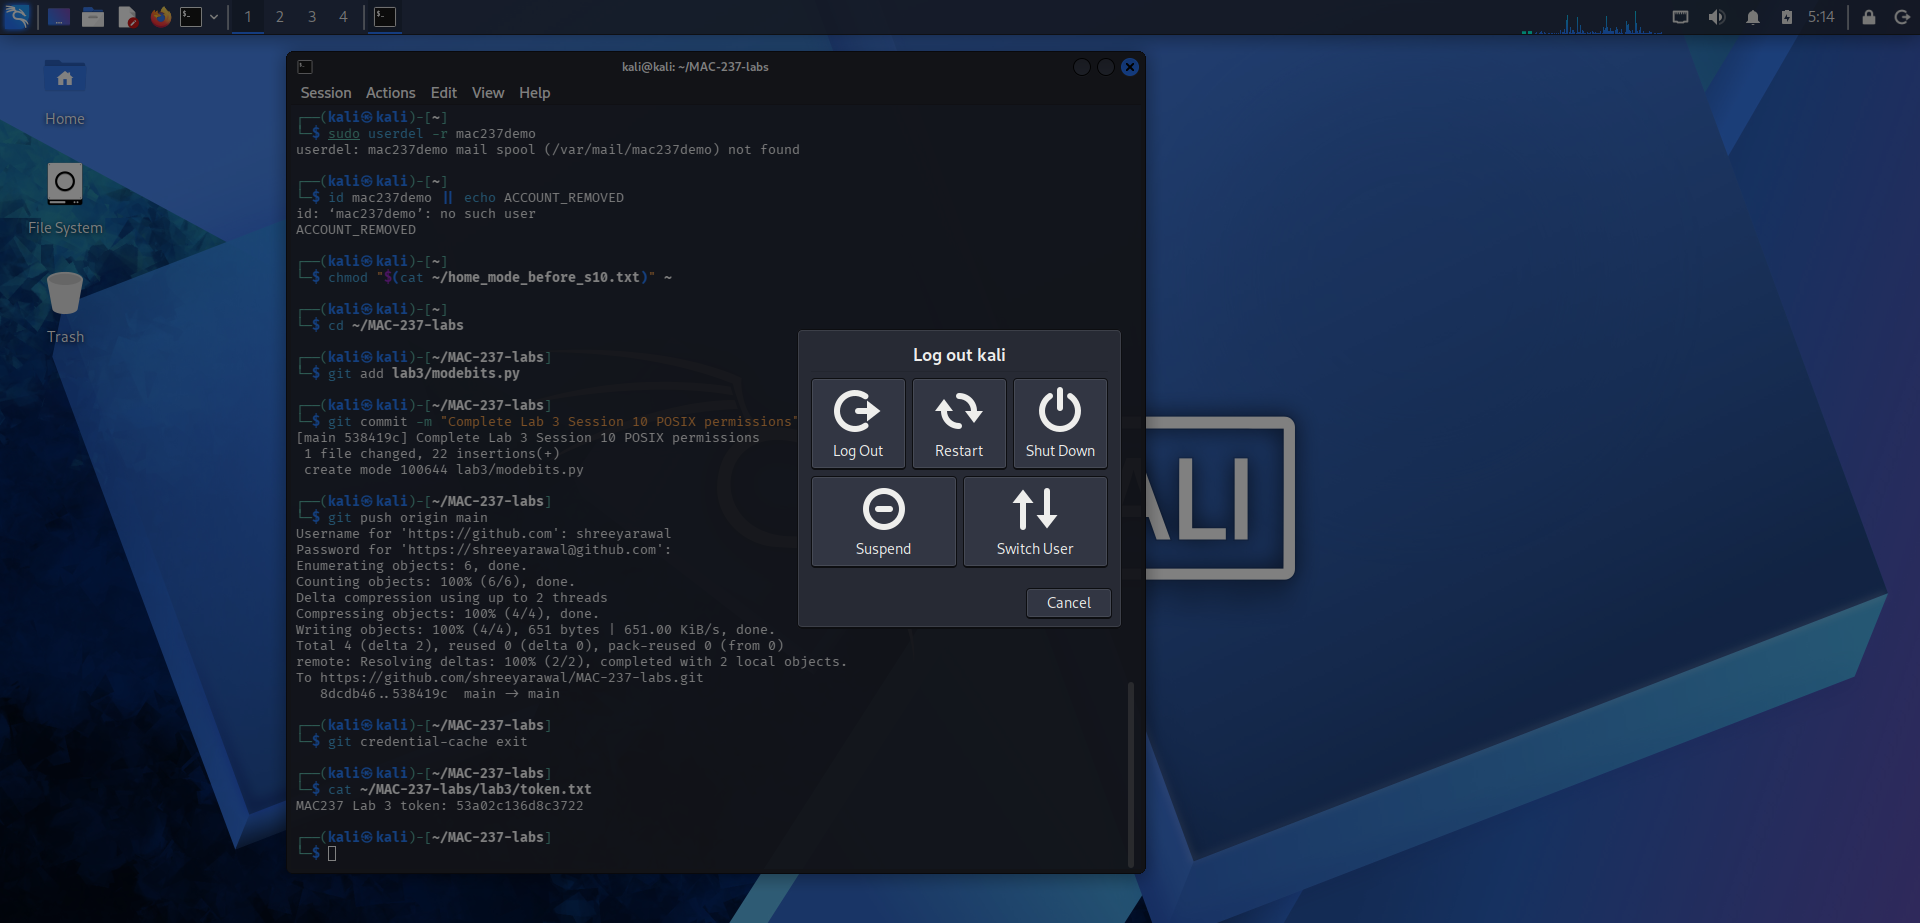 1 2 3 4
5:14
Home
File System
Trash
kali@kali: ~/MAC-237-labs
Session Actions Edit View Help
┌──(kali㉿kali)-[~]
└─$ sudo userdel -r mac237demo
userdel: mac237demo mail spool (/var/mail/mac237demo) not found
┌──(kali㉿kali)-[~]
└─$ id mac237demo || echo ACCOUNT_REMOVED
id: ‘mac237demo’: no such user
ACCOUNT_REMOVED
┌──(kali㉿kali)-[~]
└─$ chmod "$(cat ~/home_mode_before_s10.txt)" ~
┌──(kali㉿kali)-[~]
└─$ cd ~/MAC-237-labs
┌──(kali㉿kali)-[~/MAC-237-labs]
└─$ git add lab3/modebits.py
┌──(kali㉿kali)-[~/MAC-237-labs]
└─$ git commit -m "Complete Lab 3 Session 10 POSIX permissions"
[main 538419c] Complete Lab 3 Session 10 POSIX permissions
1 file changed, 22 insertions(+)
create mode 100644 lab3/modebits.py
┌──(kali㉿kali)-[~/MAC-237-labs]
└─$ git push origin main
Username for 'https://github.com': shreeyarawal
Password for 'https://shreeyarawal@github.com':
Enumerating objects: 6, done.
Counting objects: 100% (6/6), done.
Delta compression using up to 2 threads
Compressing objects: 100% (4/4), done.
Writing objects: 100% (4/4), 651 bytes | 651.00 KiB/s, done.
Total 4 (delta 2), reused 0 (delta 0), pack-reused 0 (from 0)
remote: Resolving deltas: 100% (2/2), completed with 2 local objects.
To https://github.com/shreeyarawal/MAC-237-labs.git
8dcdb46..538419c main -> main
┌──(kali㉿kali)-[~/MAC-237-labs]
└─$ git credential-cache exit
┌──(kali㉿kali)-[~/MAC-237-labs]
└─$ cat ~/MAC-237-labs/lab3/token.txt
MAC237 Lab 3 token: 53a02c136d8c3722
┌──(kali㉿kali)-[~/MAC-237-labs]
└─$
Log out kali
Log Out
Restart
Shut Down
Suspend
Switch User
Cancel
ALI